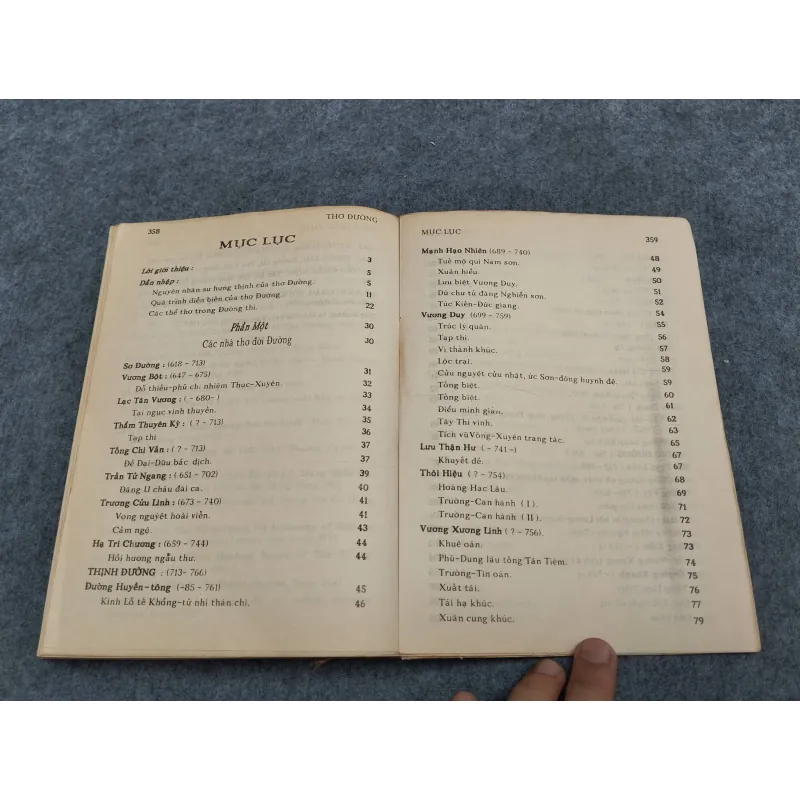 358
THƠ ĐƯỜNG
MỤC LỤC
Lời giới thiệu : 3
Dẫn nhập : 5
Nguyên nhân sự hưng thịnh của thơ Đường. 5
Quá trình diễn biến của thơ Đường. 11
Các thể thơ trong Đường thi. 22
Phần Một 30
Các nhà thơ đời Đường 30
Sơ Đường : (618 - 713)
Vương Bột : (647 - 675) 31
Đỗ thiếu-phủ chi nhiệm Thục-Xuyên. 32
Lạc Tân Vương : (- 680- ) 33
Tại ngục vịnh thuyền. 34
Thẩm Thuyên Kỳ : ( ? - 713) 35
Tạp thi 36
Tống Chi Vấn : ( ? - 713) 37
Đề Đại-Dữu bắc dịch. 37
Trần Tử Ngang : (651 - 702) 39
Đăng U châu đài ca. 40
Trương Cửu Linh : (673 - 740) 41
Vọng nguyệt hoài viễn. 41
Cảm ngộ. 43
Hạ Tri Chương : (659 - 744) 44
Hồi hương ngẫu thư. 44
THỊNH ĐƯỜNG : (713- 766)
Đường Huyền-tông (-85 - 761) 45
Kinh Lỗ tế Khổng-tử nhi thán chi. 46
MỤC LỤC
359
Mạnh Hạo Nhiên (689 - 740) 48
Tuế mộ qui Nam sơn. 49
Xuân hiểu. 50
Lưu biệt Vương Duy. 51
Dữ chư tử đăng Nghiễn sơn. 52
Túc Kiến-Đức giang. 54
Vương Duy (699 - 759) 55
Trúc lý quán. 56
Tạp thi. 57
Vị thành khúc. 58
Lộc trại. 59
Cửu nguyệt cửu nhật, ức Sơn-đông huynh đệ. 59
Tống biệt. 60
Tống biệt. 61
Điểu minh giản. 62
Tây Thi vịnh. 63
Tích vũ Võng-Xuyên trang tác. 65
Lưu Thận Hư ( - 741-) 67
Khuyết đề. 67
Thôi Hiệu ( ? - 754) 68
Hoàng Hạc Lâu. 69
Trường-Can hành ( I ). 71
Trường-Can hành ( II ). 72
Vương Xương Linh ( ? - 756). 73
Khuê oán. 73
Phù-Dung lâu tống Tân Tiệm. 74
Trường-Tín oán. 75
Xuất tái. 76
Tái hạ khúc. 77
Xuân cung khúc. 79